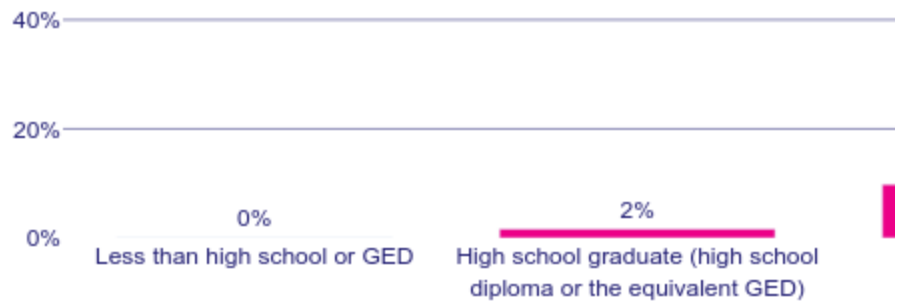 40%
20%
0%
0%
2%
Less than high school or GED
High school graduate (high school
diploma or the equivalent GED)